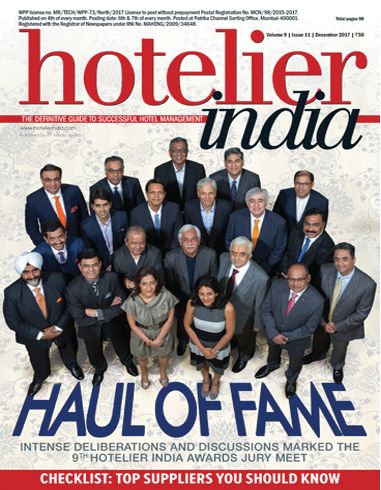 WPP license no. MR/TECH/WPP-73/North/2017 License to post without prepayment Postal Registration No. MCN/98/2015-2017.
Published on 4th of every month. Posting date: 6th & 7th of every month. Posted at Patrika Channel Sorting Office, Mumbai-400001.
Registered with the Registrar of Newspapers under RNI No. MAHENG/2009/34648.
Total pages 98
Volume 9 | Issue 11 | December 2017 | ₹50
hotelier
THE DEFINITIVE GUIDE TO SUCCESSFUL HOTEL MANAGEMENT
india
www.hotelierindia.com
Published by ITP Media
HAUL OF FAME
INTENSE DELIBERATIONS AND DISCUSSIONS MARKED THE
9TH HOTELIER INDIA AWARDS JURY MEET
CHECKLIST: TOP SUPPLIERS YOU SHOULD KNOW